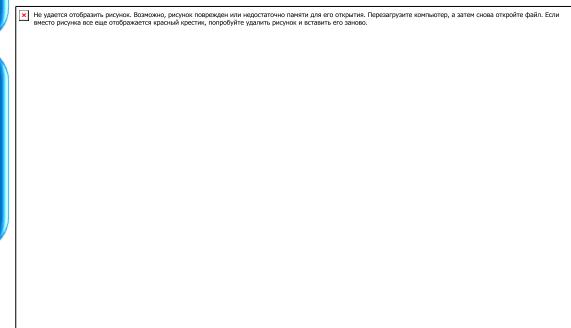 Не удается отобразить рисунок. Возможно, рисунок поврежден или недостаточно памяти для его открытия. Перезагрузите компьютер, а затем снова откройте файл. Если
вместо рисунка все еще отображается красный крестик, попробуйте удалить рисунок и вставить его заново.